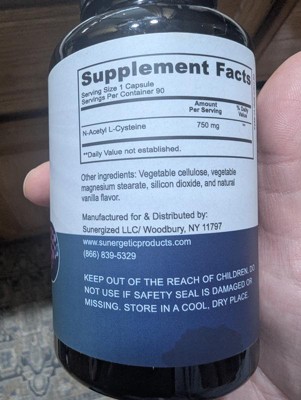 Supplement Facts
Serving Size 1 Capsule
Servings Per Container 90
Amount Per Serving
% Daily Value
N-Acetyl L-Cysteine 750 mg **
**Daily Value not established.
Other ingredients: Vegetable cellulose, vegetable
magnesium stearate, silicon dioxide, and natural
vanilla flavor.
Manufactured for & Distributed by:
Sunergized LLC/ Woodbury, NY 11797
www.sunergeticproducts.com
(866) 839-5329
KEEP OUT OF THE REACH OF CHILDREN. DO
NOT USE IF SAFETY SEAL IS DAMAGED OR
MISSING. STORE IN A COOL, DRY PLACE.